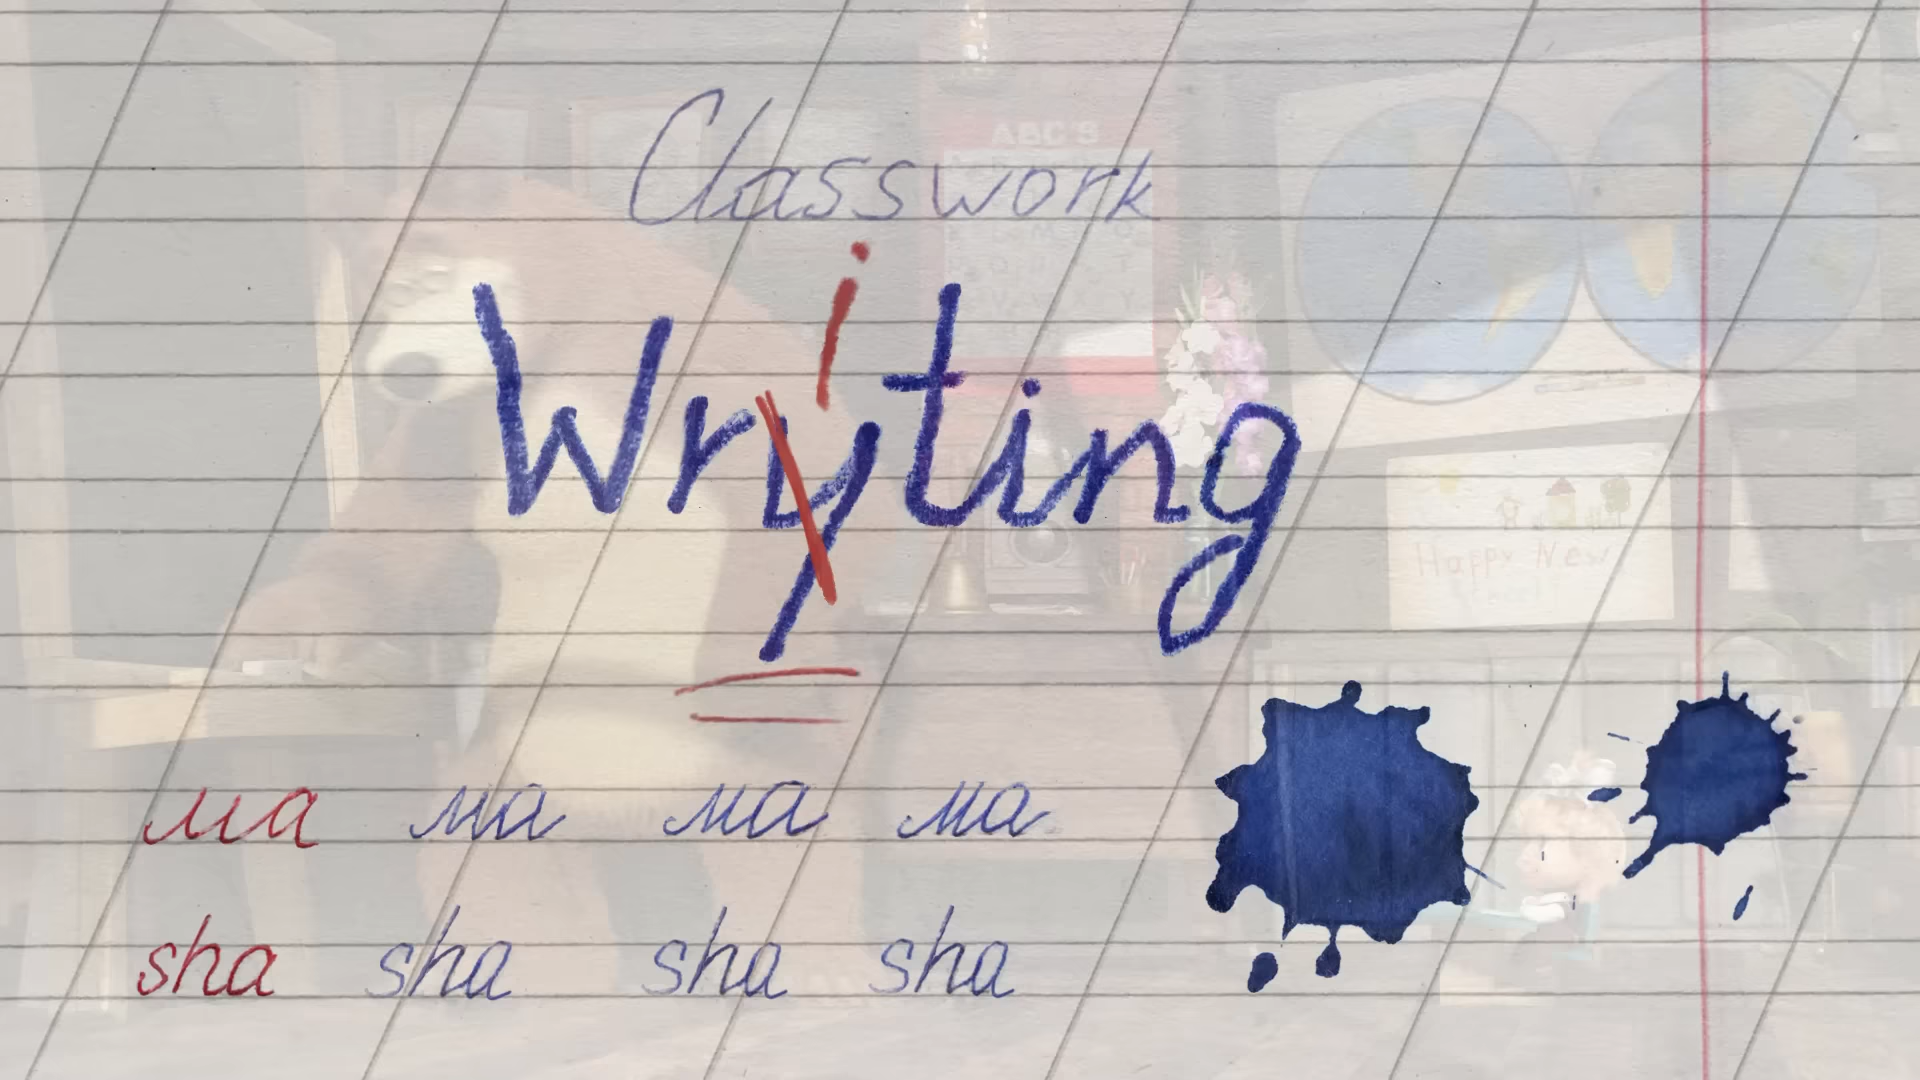 Classwork
i
Wryting
ма ма ма ма
sha sha sha sha
ABC'S
Happy New